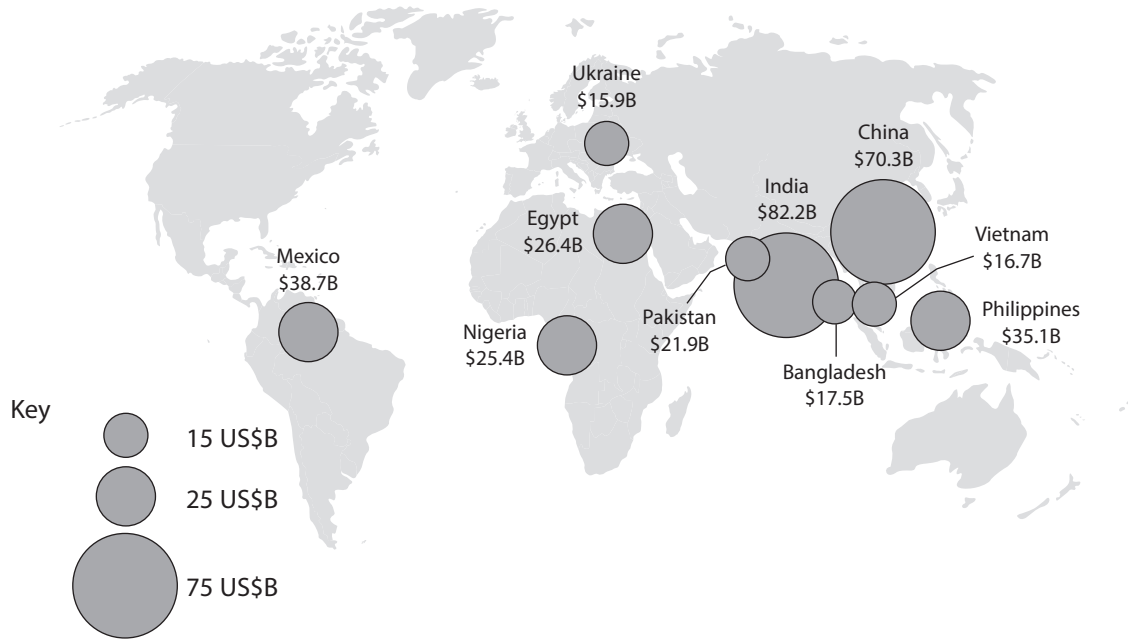 Ukraine
$15.9B
China
$70.3B
India
$82.2B
Egypt
$26.4B
Vietnam
$16.7B
Mexico
$38.7B
Pakistan
$21.9B
Philippines
$35.1B
Nigeria
$25.4B
Bangladesh
$17.5B
Key
15 US$B
25 US$B
75 US$B